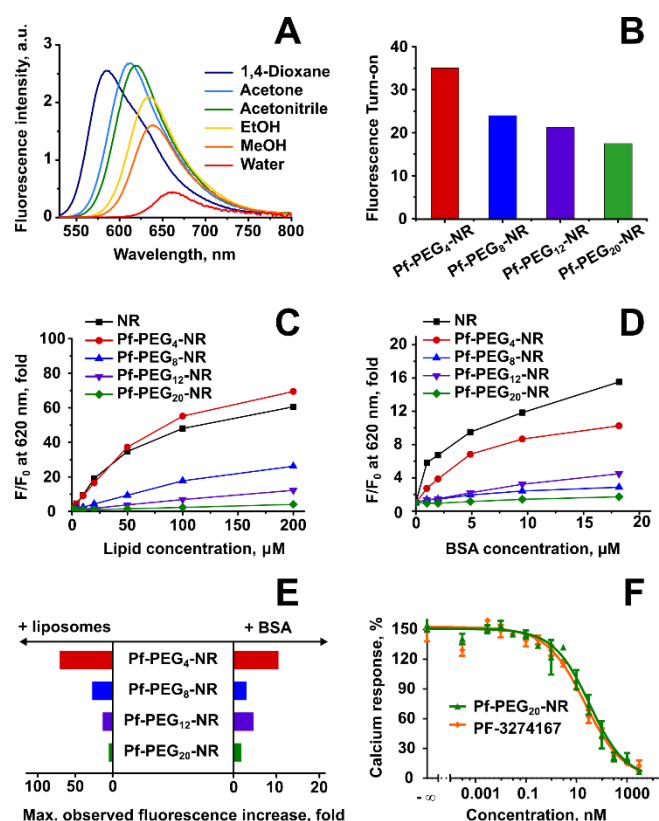 A
Fluorescence intensity, a.u.
3
2
1
0
1,4-Dioxane
Acetone
Acetonitrile
EtOH
MeOH
Water
550 600 650 700 750 800
Wavelength, nm
B
Fluorescence Turn-on
40
30
20
10
0
Pf-PEG₄-NR
Pf-PEG₈-NR
Pf-PEG₁₂-NR
Pf-PEG₂₀-NR
C
F/F₀ at 620 nm, fold
100
80
60
40
20
0
NR
Pf-PEG₄-NR
Pf-PEG₈-NR
Pf-PEG₁₂-NR
Pf-PEG₂₀-NR
0 50 100 150 200
Lipid concentration, µM
D
F/F₀ at 620 nm, fold
20
16
12
8
4
0
NR
Pf-PEG₄-NR
Pf-PEG₈-NR
Pf-PEG₁₂-NR
Pf-PEG₂₀-NR
0 5 10 15 20
BSA concentration, µM
E
+ liposomes
+ BSA
Pf-PEG₄-NR
Pf-PEG₈-NR
Pf-PEG₁₂-NR
Pf-PEG₂₀-NR
100 50 0 0 10 20
Max. observed fluorescence increase, fold
F
Calcium response, %
150
120
90
60
30
0
Pf-PEG₂₀-NR
PF-3274167
- ∞ 0.001 0.1 10 1000
Concentration, nM